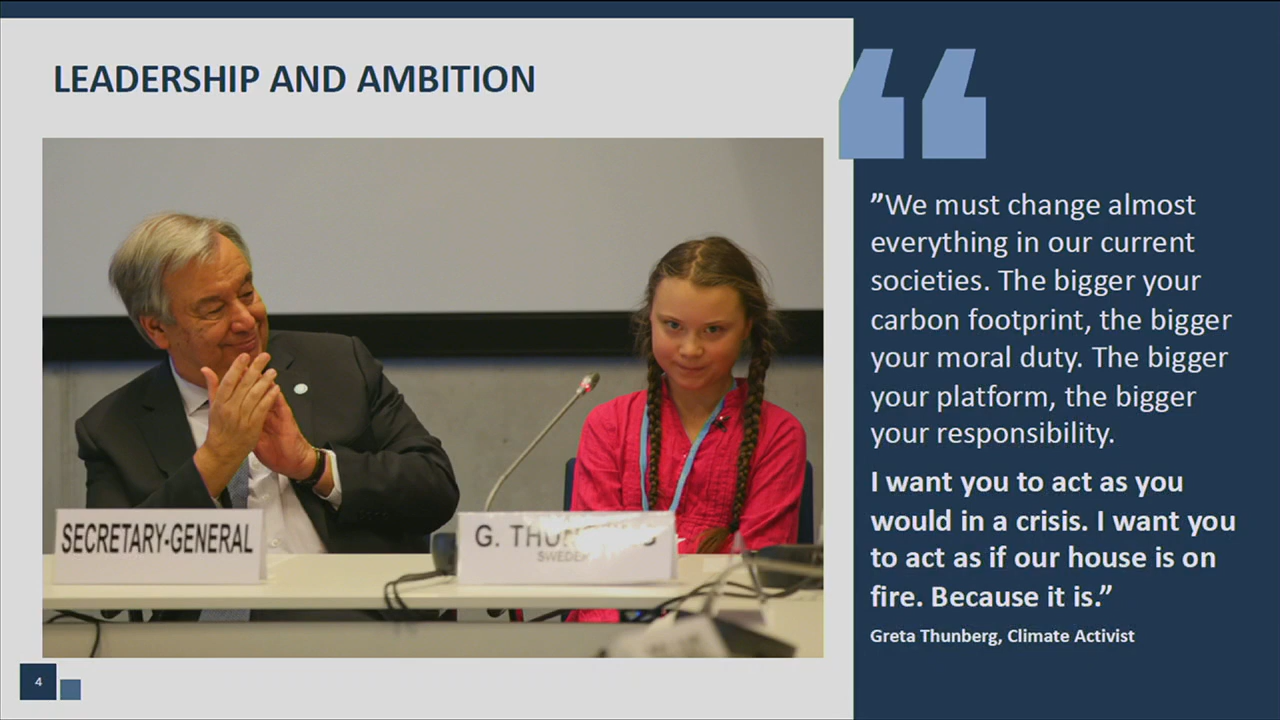 LEADERSHIP AND AMBITION
”We must change almost
everything in our current
societies. The bigger your
carbon footprint, the bigger
your moral duty. The bigger
your platform, the bigger
your responsibility.
I want you to act as you
would in a crisis. I want you
to act as if our house is on
fire. Because it is.”
Greta Thunberg, Climate Activist
SECRETARY-GENERAL
G.
SWEDEN
4